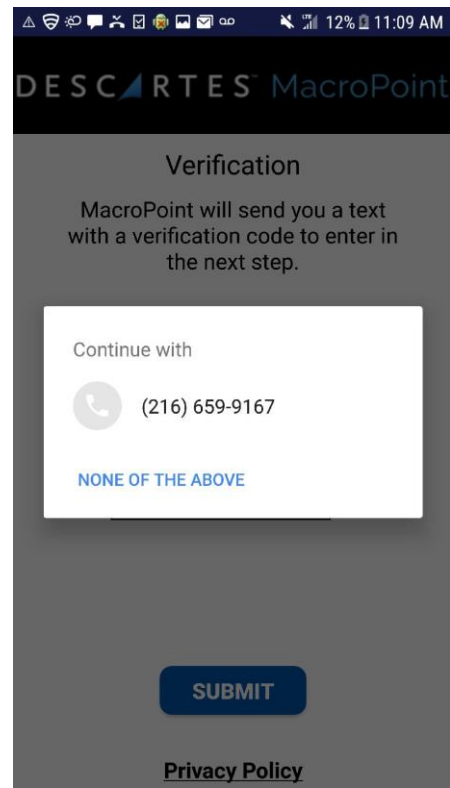 12% 11:09 AM
DESCARTES™ MacroPoint
Verification
MacroPoint will send you a text
with a verification code to enter in
the next step.
Continue with
(216) 659-9167
NONE OF THE ABOVE
SUBMIT
Privacy Policy